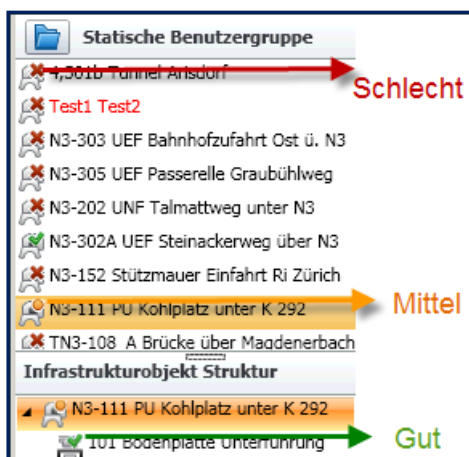 Statische Benutzergruppe
4,301b Tunnel Arisdorf
Schlecht
Test1 Test2
N3-303 UEF Bahnhofzufahrt Ost ü. N3
N3-305 UEF Passerelle Graubühlweg
N3-202 UNF Talmattweg unter N3
N3-302A UEF Steinackerweg über N3
N3-152 Stützmauer Einfahrt Ri Zürich
N3-111 PU Kohlplatz unter K 292
Mittel
TN3-108 A Brücke über Magdenerbach
Infrastrukturobjekt Struktur
N3-111 PU Kohlplatz unter K 292
101 Bodenplatte Unterführung
Gut